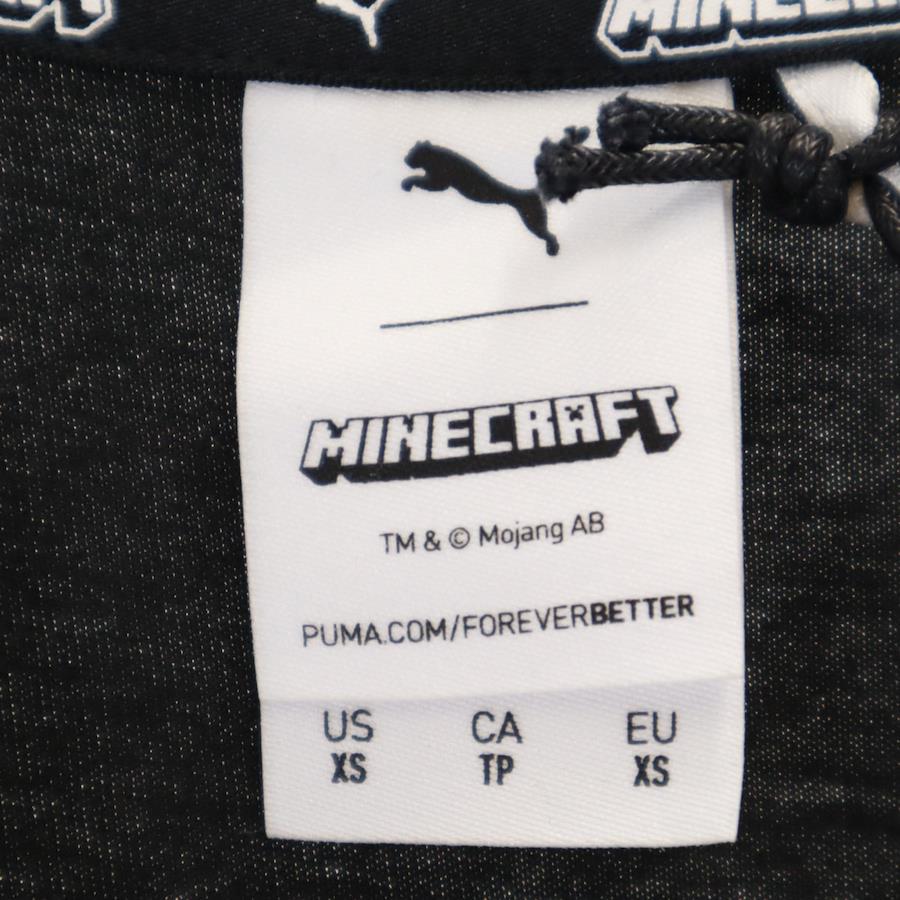 MINECRAFT
TM & © Mojang AB
PUMA.COM/FOREVERBETTER
US CA EU
XS TP XS